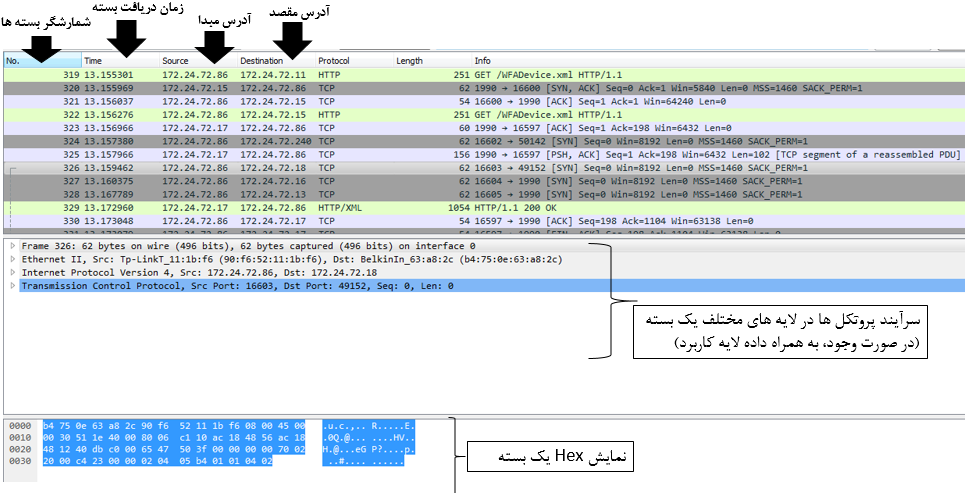 شمارشگر بسته ها
زمان دریافت بسته
آدرس مبدا
آدرس مقصد
No. Time Source Destination Protocol Length Info
319 13.155301 172.24.72.86 172.24.72.11 HTTP 251 GET /WFADevice.xml HTTP/1.1
320 13.155969 172.24.72.15 172.24.72.86 TCP 62 1990 → 16600 [SYN, ACK] Seq=0 Ack=1 Win=5840 Len=0 MSS=1460 SACK_PERM=1
321 13.156037 172.24.72.86 172.24.72.15 TCP 54 16600 → 1990 [ACK] Seq=1 Ack=1 Win=64240 Len=0
322 13.156276 172.24.72.86 172.24.72.15 HTTP 251 GET /WFADevice.xml HTTP/1.1
323 13.156966 172.24.72.17 172.24.72.86 TCP 60 1990 → 16597 [ACK] Seq=1 Ack=198 Win=6432 Len=0
324 13.157380 172.24.72.86 172.24.72.240 TCP 62 16602 → 50142 [SYN] Seq=0 Win=8192 Len=0 MSS=1460 SACK_PERM=1
325 13.157966 172.24.72.17 172.24.72.86 TCP 156 1990 → 16597 [PSH, ACK] Seq=1 Ack=198 Win=6432 Len=102 [TCP segment of a reassembled PDU]
326 13.159462 172.24.72.86 172.24.72.18 TCP 62 16603 → 49152 [SYN] Seq=0 Win=8192 Len=0 MSS=1460 SACK_PERM=1
327 13.160375 172.24.72.86 172.24.72.16 TCP 62 16604 → 1990 [SYN] Seq=0 Win=8192 Len=0 MSS=1460 SACK_PERM=1
328 13.167789 172.24.72.86 172.24.72.13 TCP 62 16605 → 1990 [SYN] Seq=0 Win=8192 Len=0 MSS=1460 SACK_PERM=1
329 13.172960 172.24.72.17 172.24.72.86 HTTP/XML 1054 HTTP/1.1 200 OK
330 13.173048 172.24.72.86 172.24.72.17 TCP 54 16597 → 1990 [ACK] Seq=198 Ack=1104 Win=63138 Len=0
Frame 326: 62 bytes on wire (496 bits), 62 bytes captured (496 bits) on interface 0
Ethernet II, Src: Tp-LinkT_11:1b:f6 (90:f6:52:11:1b:f6), Dst: BelkinIn_63:a8:2c (b4:75:0e:63:a8:2c)
Internet Protocol Version 4, Src: 172.24.72.86, Dst: 172.24.72.18
Transmission Control Protocol, Src Port: 16603, Dst Port: 49152, Seq: 0, Len: 0
سرآیند پروتکل ها در لایه های مختلف یک بسته
(در صورت وجود، به همراه داده لایه کاربرد)
0000 b4 75 0e 63 a8 2c 90 f6 52 11 1b f6 08 00 45 00 .u.c.,.. R.....E.
0010 00 30 51 1e 40 00 80 06 c1 10 ac 18 48 56 ac 18 .0Q.@... ....HV..
0020 48 12 40 db c0 00 65 47 50 3f 00 00 00 00 70 02 H.@...eG P?....p.
0030 20 00 c4 23 00 00 02 04 05 b4 01 01 04 02 ..#.... ......
نمایش Hex یک بسته